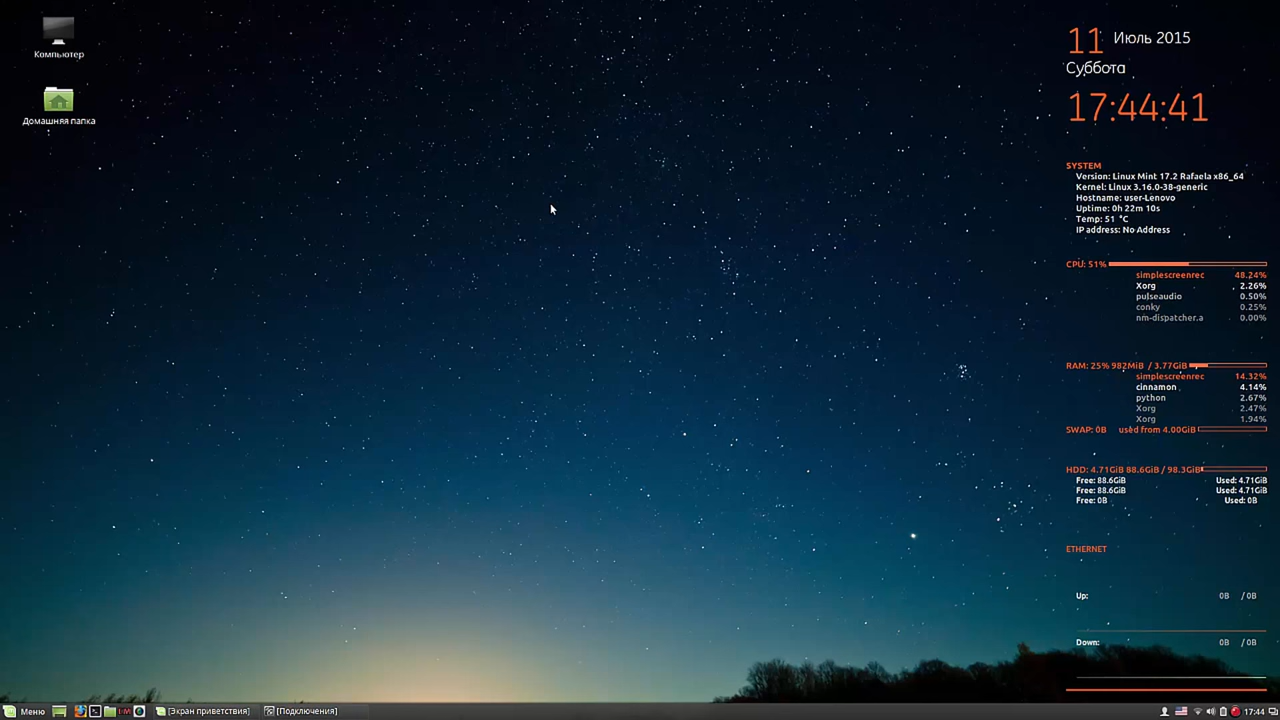 Компьютер
Домашняя папка
11 Июль 2015
Суббота
17:44:41
SYSTEM
Version: Linux Mint 17.2 Rafaela x86_64
Kernel: Linux 3.16.0-38-generic
Hostname: user-Lenovo
Uptime: 0h 22m 10s
Temp: 51 °C
IP address: No Address
CPU: 51%
simplescreenrec 48.24%
Xorg 2.26%
pulseaudio 0.50%
conky 0.25%
nm-dispatcher.a 0.00%
RAM: 25% 982MiB / 3.77GiB
simplescreenrec 14.32%
cinnamon 4.14%
python 2.67%
Xorg 2.47%
Xorg 1.94%
SWAP: 0B used from 4.00GiB
HDD: 4.71GiB 88.6GiB / 98.3GiB
Free: 88.6GiB Used: 4.71GiB
Free: 88.6GiB Used: 4.71GiB
Free: 0B Used: 0B
ETHERNET
Up: 0B / 0B
Down: 0B / 0B
Меню [Экран приветствия] [Подключения] 17:44